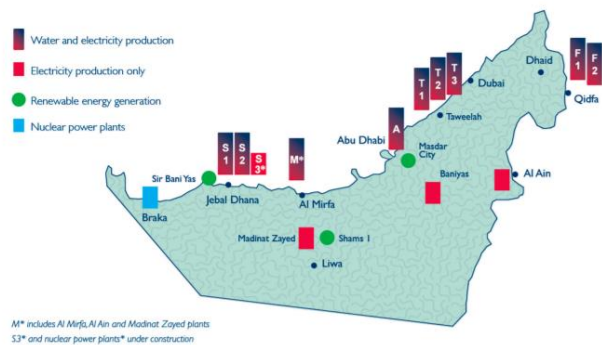 Water and electricity production
Electricity production only
Renewable energy generation
Nuclear power plants
F
1
F
2
Dhaid
Qidfa
T
1
T
2
T
3
Dubai
Taweelah
Abu Dhabi
A
Masdar
City
S
1
S
2
S
3*
M*
Sir Bani Yas
Jebal Dhana
Al Mirfa
Baniyas
Al Ain
Braka
Madinat Zayed
Shams 1
Liwa
M* includes Al Mirfa, Al Ain and Madinat Zayed plants
S3* and nuclear power plants* under construction